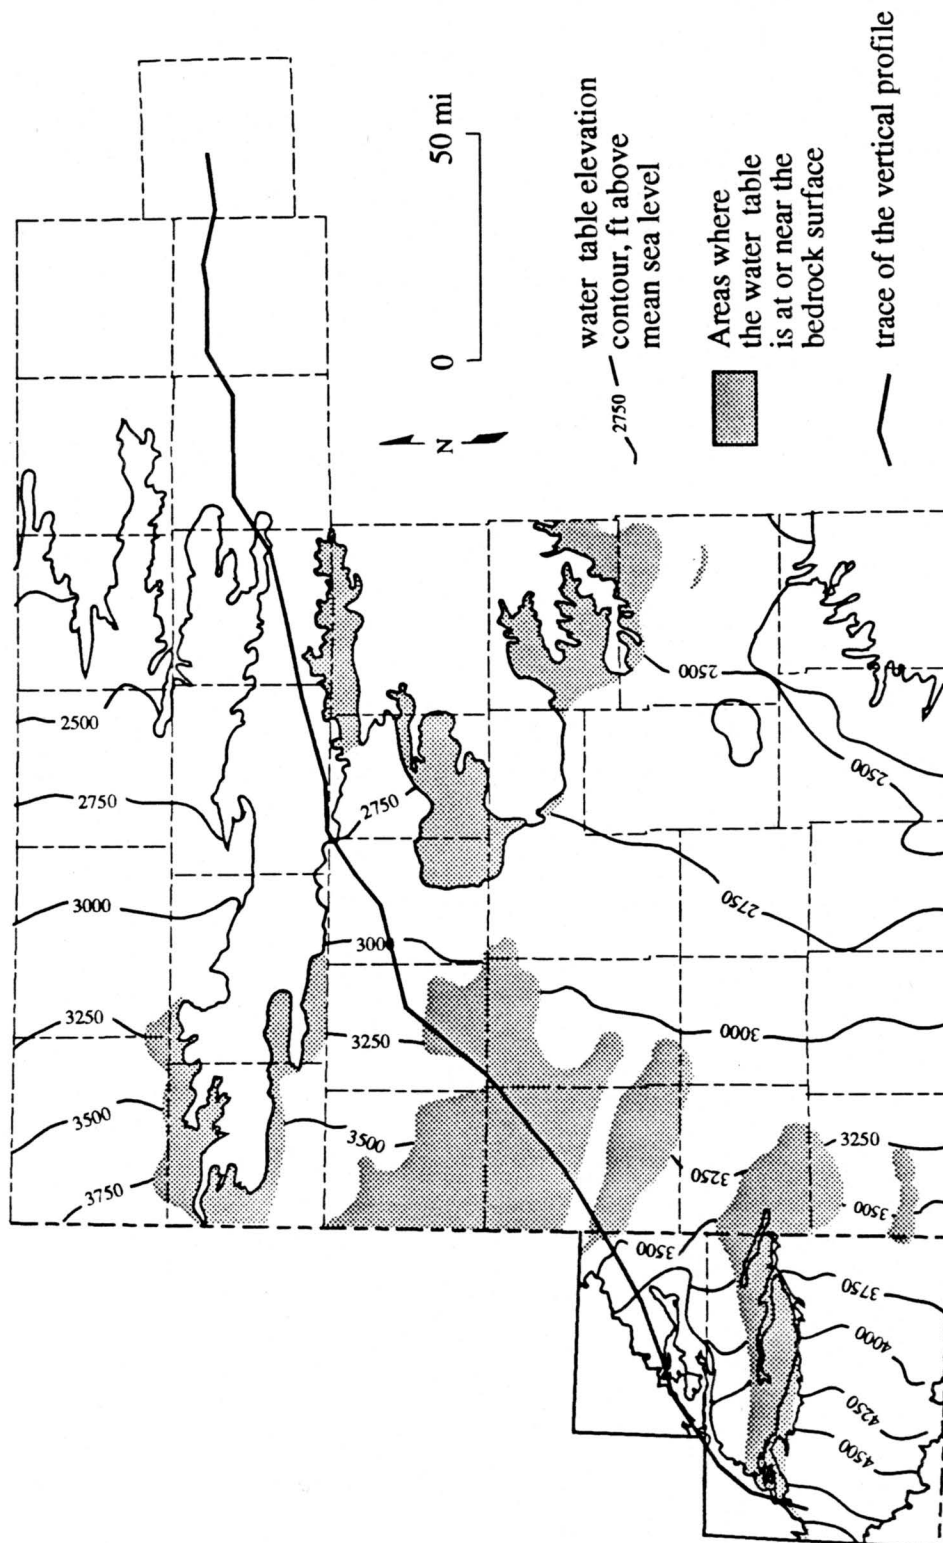 2500
2750
3000
3250
3500
3750
2750
3000
3250
3500
2500
2500
2750
3000
3250
3250
3500
3500
3750
4000
4250
4500
N
0 50 mi
2750
water table elevation
contour, ft above
mean sea level
Areas where
the water table
is at or near the
bedrock surface
trace of the vertical profile